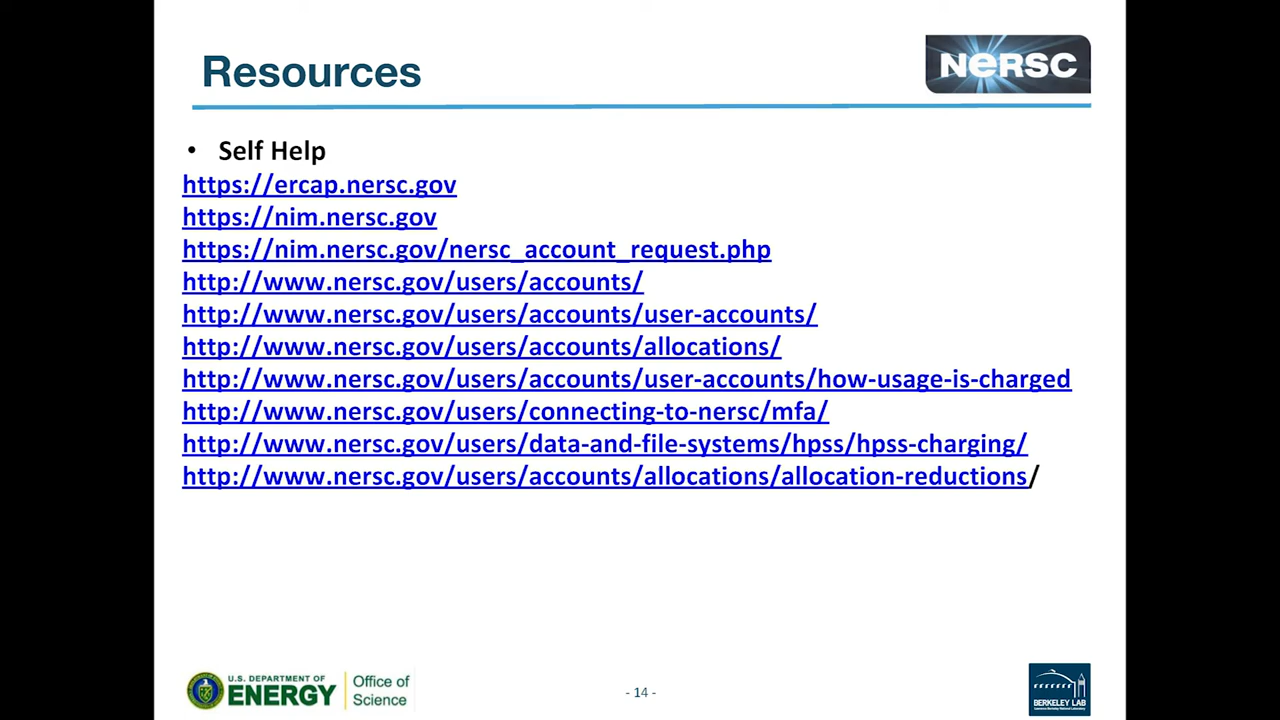 Resources
NERSC
• Self Help
https://ercap.nersc.gov
https://nim.nersc.gov
https://nim.nersc.gov/nersc_account_request.php
http://www.nersc.gov/users/accounts/
http://www.nersc.gov/users/accounts/user-accounts/
http://www.nersc.gov/users/accounts/allocations/
http://www.nersc.gov/users/accounts/user-accounts/how-usage-is-charged
http://www.nersc.gov/users/connecting-to-nersc/mfa/
http://www.nersc.gov/users/data-and-file-systems/hpss/hpss-charging/
http://www.nersc.gov/users/accounts/allocations/allocation-reductions/
U.S. DEPARTMENT OF
ENERGY
Office of
Science
- 14 -
BERKELEY LAB